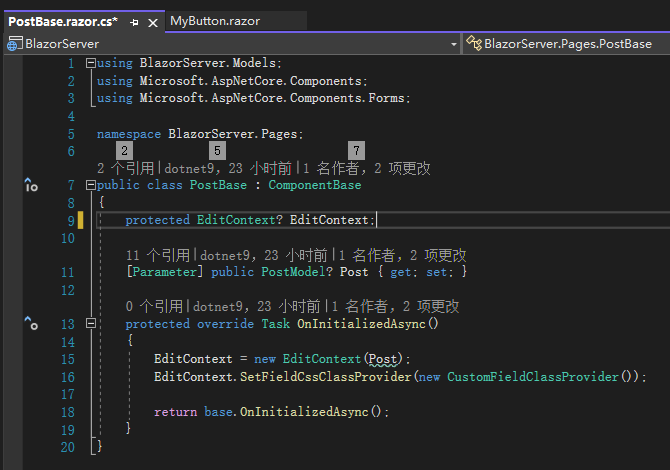 PostBase.razor.cs* MyButton.razor
BlazorServer BlazorServer.Pages.PostBase
1 using BlazorServer.Models;
2 using Microsoft.AspNetCore.Components;
3 using Microsoft.AspNetCore.Components.Forms;
4
5 namespace BlazorServer.Pages;
6
2 5 7
2 个引用|dotnet9，23 小时前|1 名作者，2 项更改
7 public class PostBase : ComponentBase
8 {
9 protected EditContext? EditContext;
10
11 个引用|dotnet9，23 小时前|1 名作者，2 项更改
11 [Parameter] public PostModel? Post { get; set; }
12
0 个引用|dotnet9，23 小时前|1 名作者，2 项更改
13 protected override Task OnInitializedAsync()
14 {
15 EditContext = new EditContext(Post);
16 EditContext.SetFieldCssClassProvider(new CustomFieldClassProvider());
17
18 return base.OnInitializedAsync();
19 }
20 }